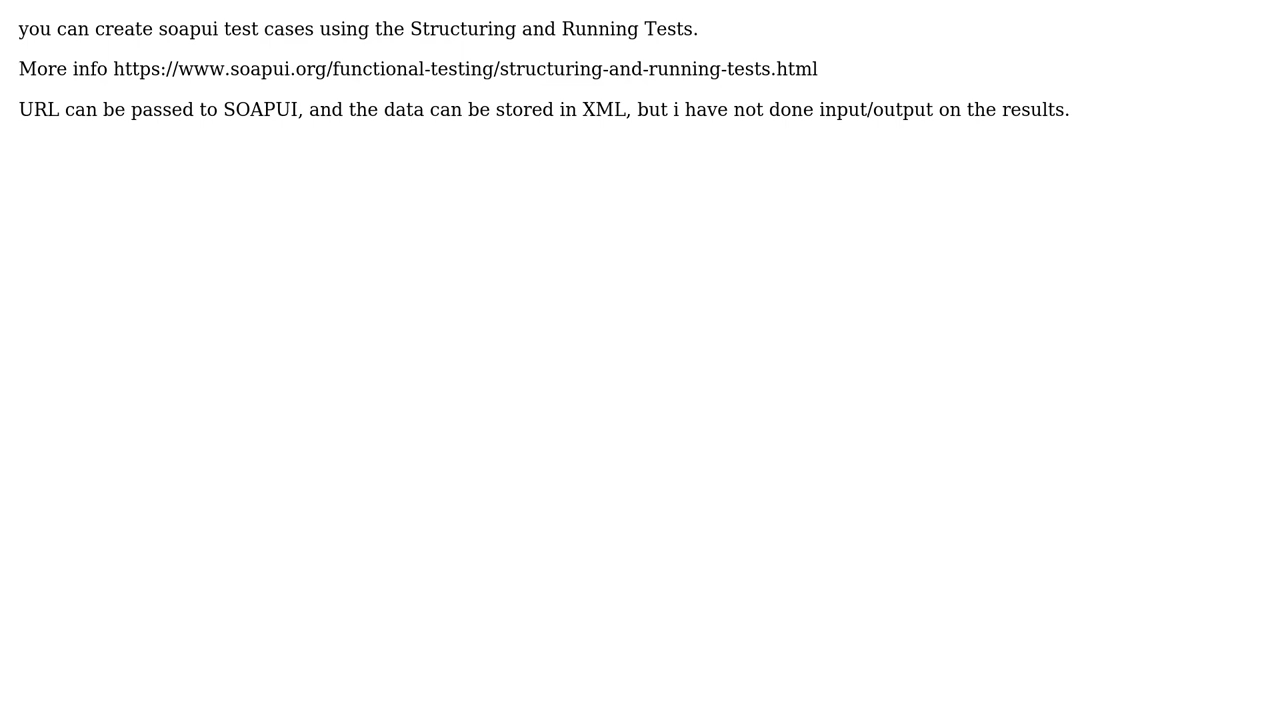 you can create soapui test cases using the Structuring and Running Tests.
More info https://www.soapui.org/functional-testing/structuring-and-running-tests.html
URL can be passed to SOAPUI, and the data can be stored in XML, but i have not done input/output on the results.